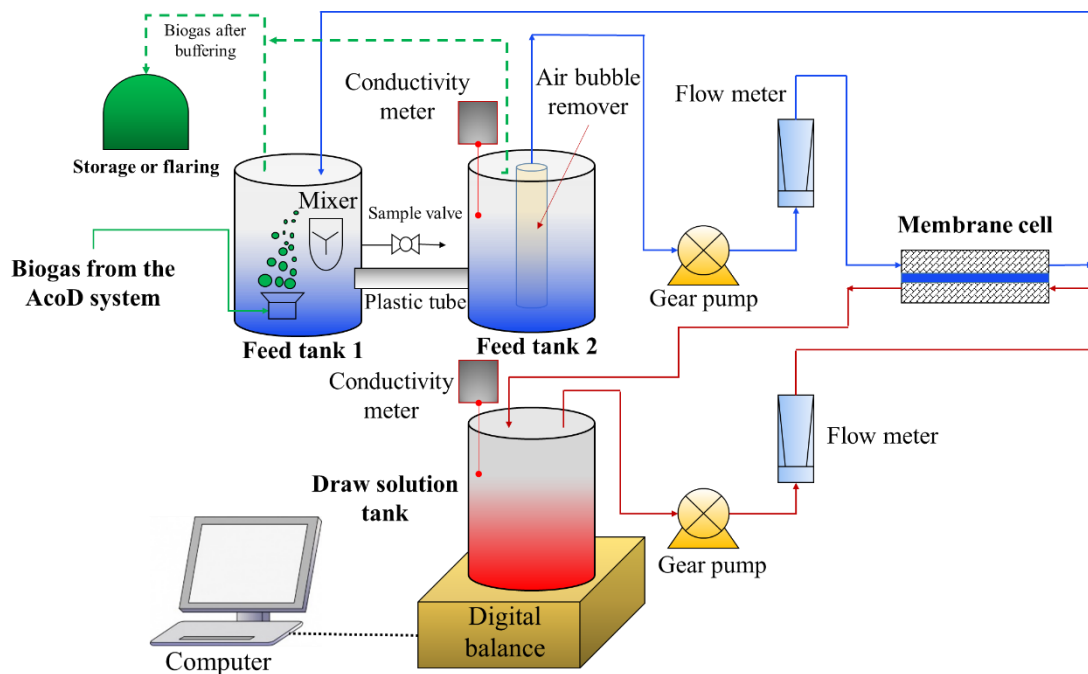 Biogas after
buffering
Conductivity
meter
Air bubble
remover
Flow meter
Storage or flaring
Mixer
Sample valve
Membrane cell
Biogas from the
AcoD system
Plastic tube
Gear pump
Feed tank 1
Feed tank 2
Conductivity
meter
Flow meter
Draw solution
tank
Gear pump
Digital
balance
Computer